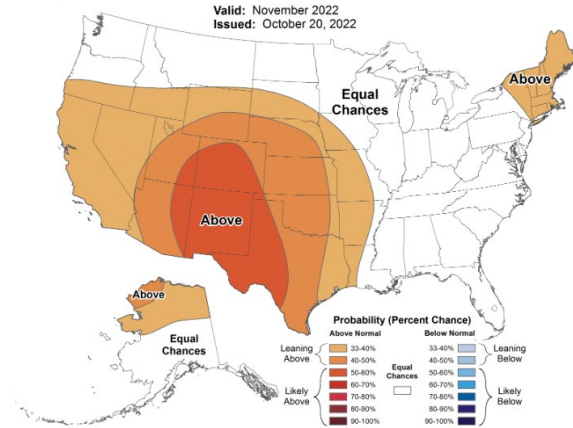 Valid: November 2022
Issued: October 20, 2022
Equal
Chances
Above
Above
Above
Equal
Chances
Probability (Percent Chance)
Above Normal
Below Normal
Leaning
Above
33-40%
40-50%
Likely
Above
50-60%
60-70%
70-80%
80-90%
90-100%
Equal
Chances
33-40%
40-50%
Leaning
Below
50-60%
60-70%
70-80%
80-90%
90-100%
Likely
Below